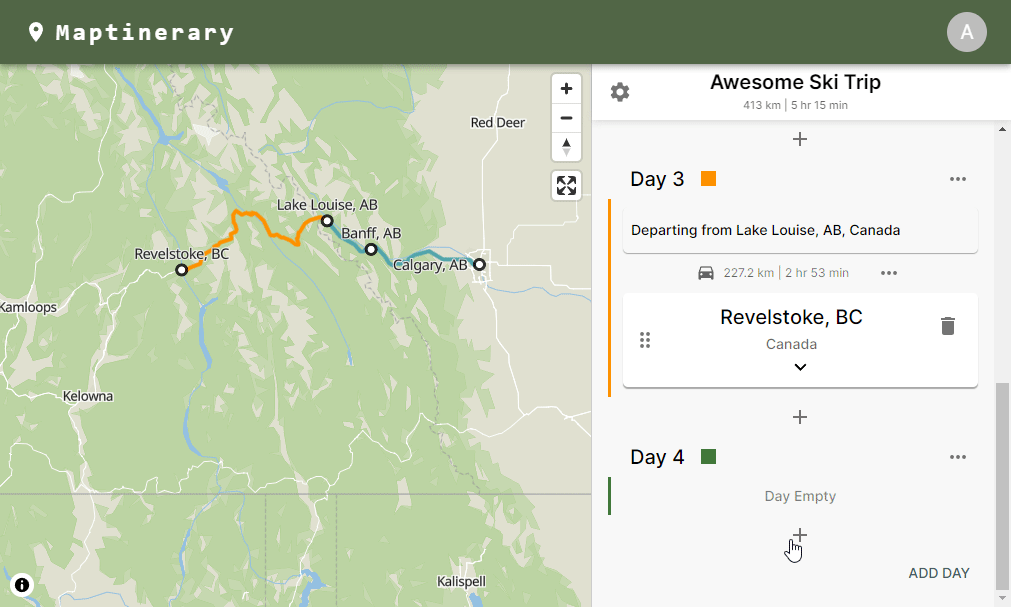 Maptinerary
A
Red Deer
Lake Louise, AB
Banff, AB
Revelstoke, BC
Calgary, AB
Kamloops
Kelowna
Kalispell
Awesome Ski Trip
413 km | 5 hr 15 min
Day 3
Departing from Lake Louise, AB, Canada
227.2 km | 2 hr 53 min
Revelstoke, BC
Canada
Day 4
Day Empty
ADD DAY